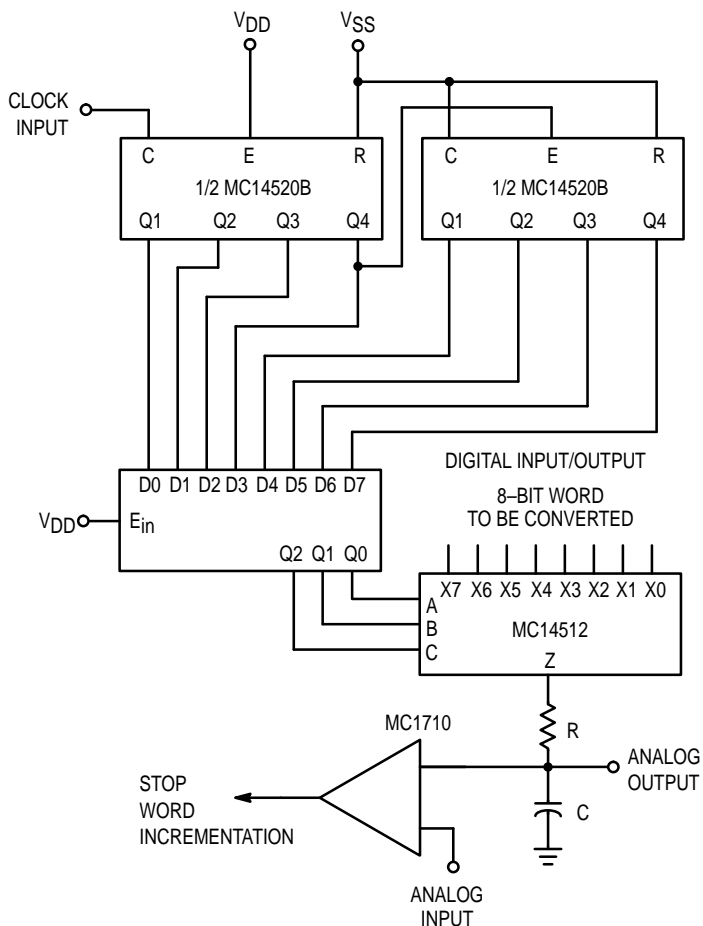 VDD
VSS
CLOCK
INPUT
C E R
1/2 MC14520B
Q1 Q2 Q3 Q4
C E R
1/2 MC14520B
Q1 Q2 Q3 Q4
D0 D1 D2 D3 D4 D5 D6 D7
VDD
Ein
Q2 Q1 Q0
DIGITAL INPUT/OUTPUT
8–BIT WORD
TO BE CONVERTED
X7 X6 X5 X4 X3 X2 X1 X0
A
B
C
MC14512
Z
R
MC1710
ANALOG
OUTPUT
C
STOP
WORD
INCREMENTATION
ANALOG
INPUT